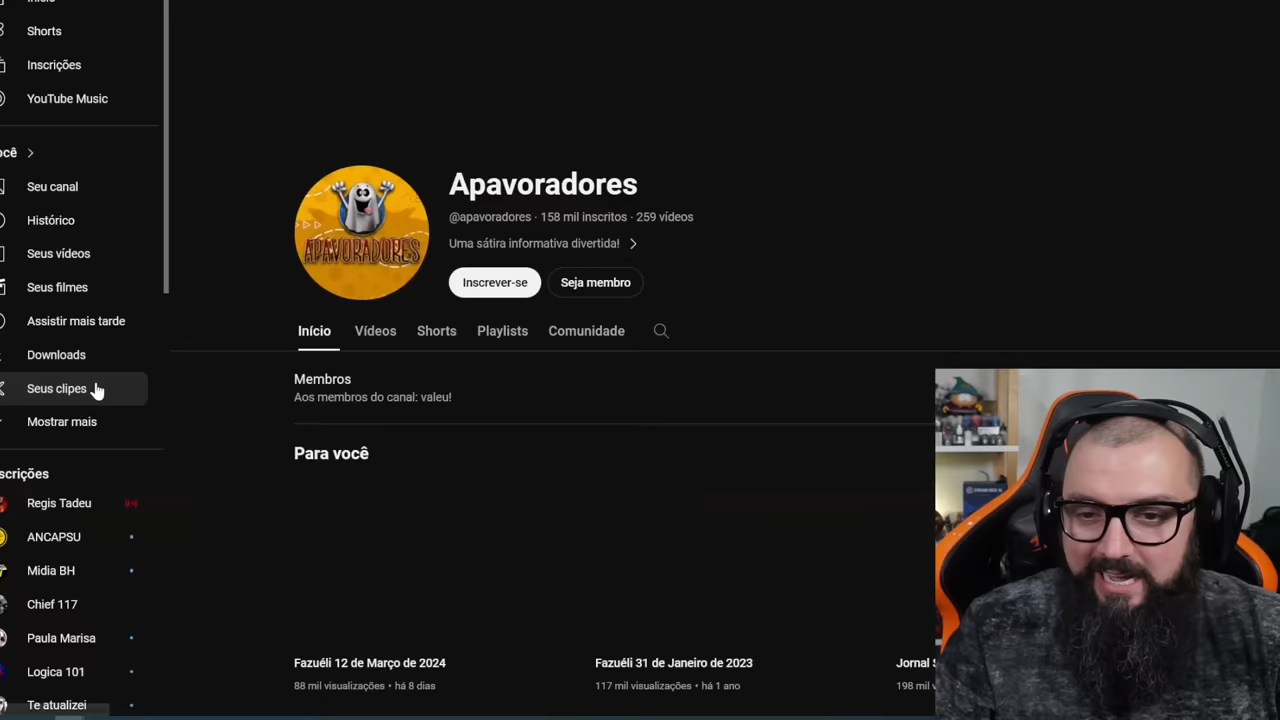 Shorts
Inscrições
YouTube Music
ocê
Seu canal
Histórico
Seus vídeos
Seus filmes
Assistir mais tarde
Downloads
Seus clipes
Mostrar mais
scrições
Regis Tadeu
ANCAPSU
Midia BH
Chief 117
Paula Marisa
Logica 101
Te atualizei
APAVORADORES
Apavoradores
@apavoradores · 158 mil inscritos · 259 vídeos
Uma sátira informativa divertida!
Inscrever-se
Seja membro
Início Vídeos Shorts Playlists Comunidade
Membros
Aos membros do canal: valeu!
Para você
Fazuéli 12 de Março de 2024
88 mil visualizações • há 8 dias
Fazuéli 31 de Janeiro de 2023
117 mil visualizações • há 1 ano
Jornal
198 mil